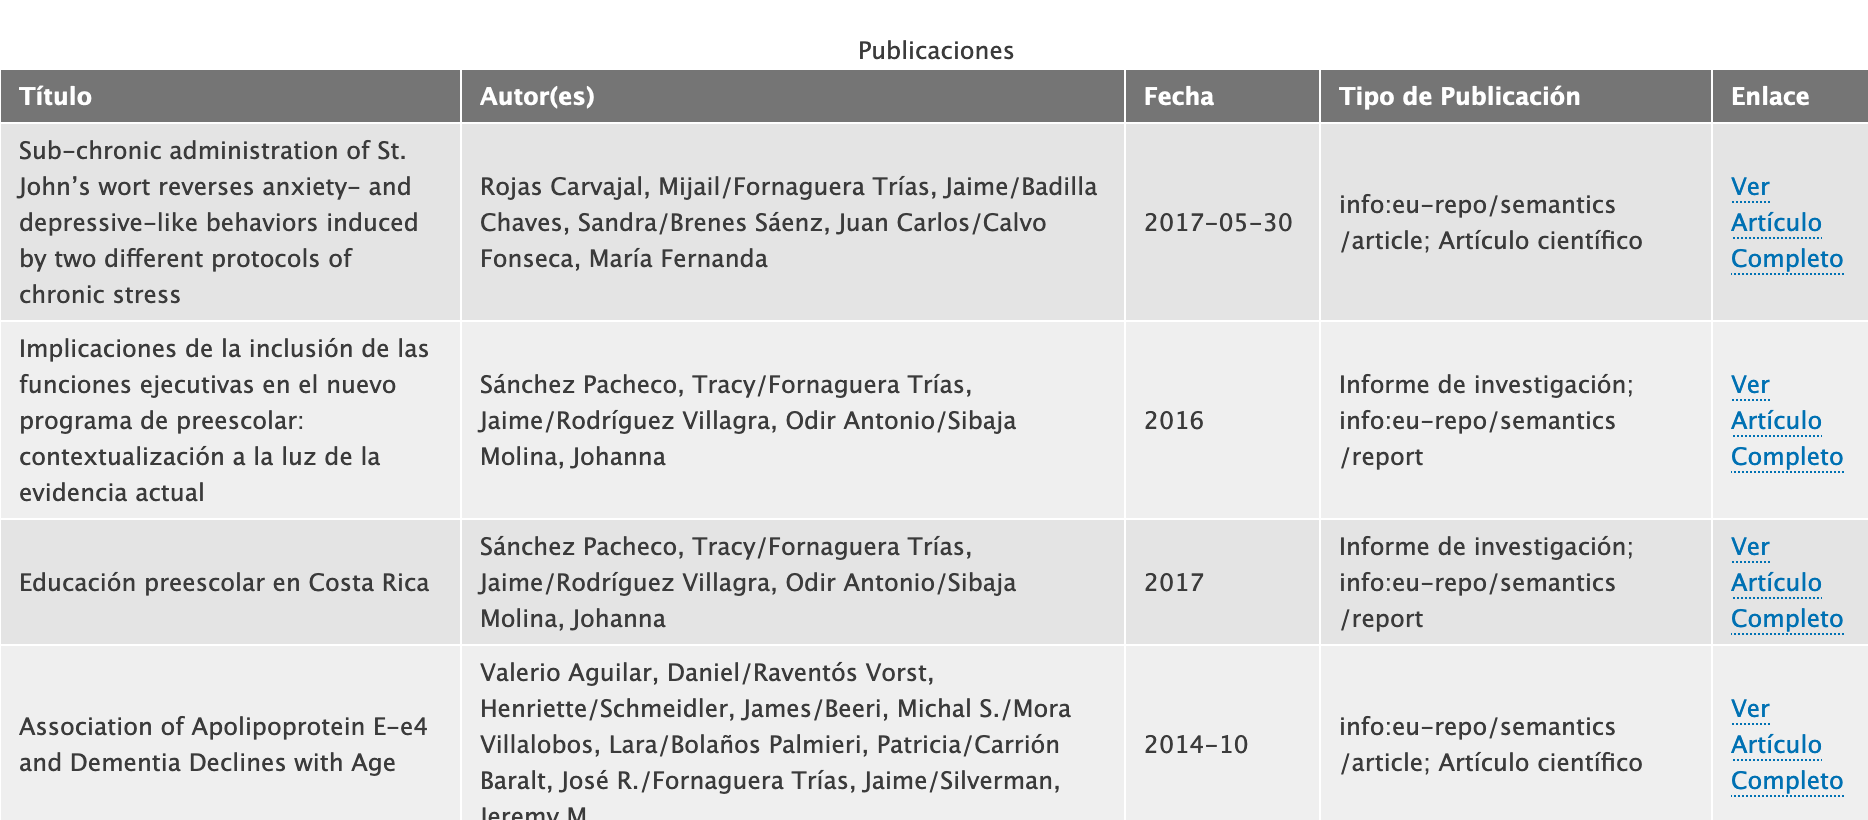 Publicaciones
Título
Autor(es)
Fecha
Tipo de Publicación
Enlace
Sub-chronic administration of St.
John’s wort reverses anxiety- and
depressive-like behaviors induced
by two different protocols of
chronic stress
Rojas Carvajal, Mijail/Fornaguera Trías, Jaime/Badilla
Chaves, Sandra/Brenes Sáenz, Juan Carlos/Calvo
Fonseca, María Fernanda
2017-05-30
info:eu-repo/semantics
/article; Artículo científico
Ver
Artículo
Completo
Implicaciones de la inclusión de las
funciones ejecutivas en el nuevo
programa de preescolar:
contextualización a la luz de la
evidencia actual
Sánchez Pacheco, Tracy/Fornaguera Trías,
Jaime/Rodríguez Villagra, Odir Antonio/Sibaja
Molina, Johanna
2016
Informe de investigación;
info:eu-repo/semantics
/report
Ver
Artículo
Completo
Educación preescolar en Costa Rica
Sánchez Pacheco, Tracy/Fornaguera Trías,
Jaime/Rodríguez Villagra, Odir Antonio/Sibaja
Molina, Johanna
2017
Informe de investigación;
info:eu-repo/semantics
/report
Ver
Artículo
Completo
Association of Apolipoprotein E-e4
and Dementia Declines with Age
Valerio Aguilar, Daniel/Raventós Vorst,
Henriette/Schmeidler, James/Beeri, Michal S./Mora
Villalobos, Lara/Bolaños Palmieri, Patricia/Carrión
Baralt, José R./Fornaguera Trías, Jaime/Silverman,
Jeremy M
2014-10
info:eu-repo/semantics
/article; Artículo científico
Ver
Artículo
Completo